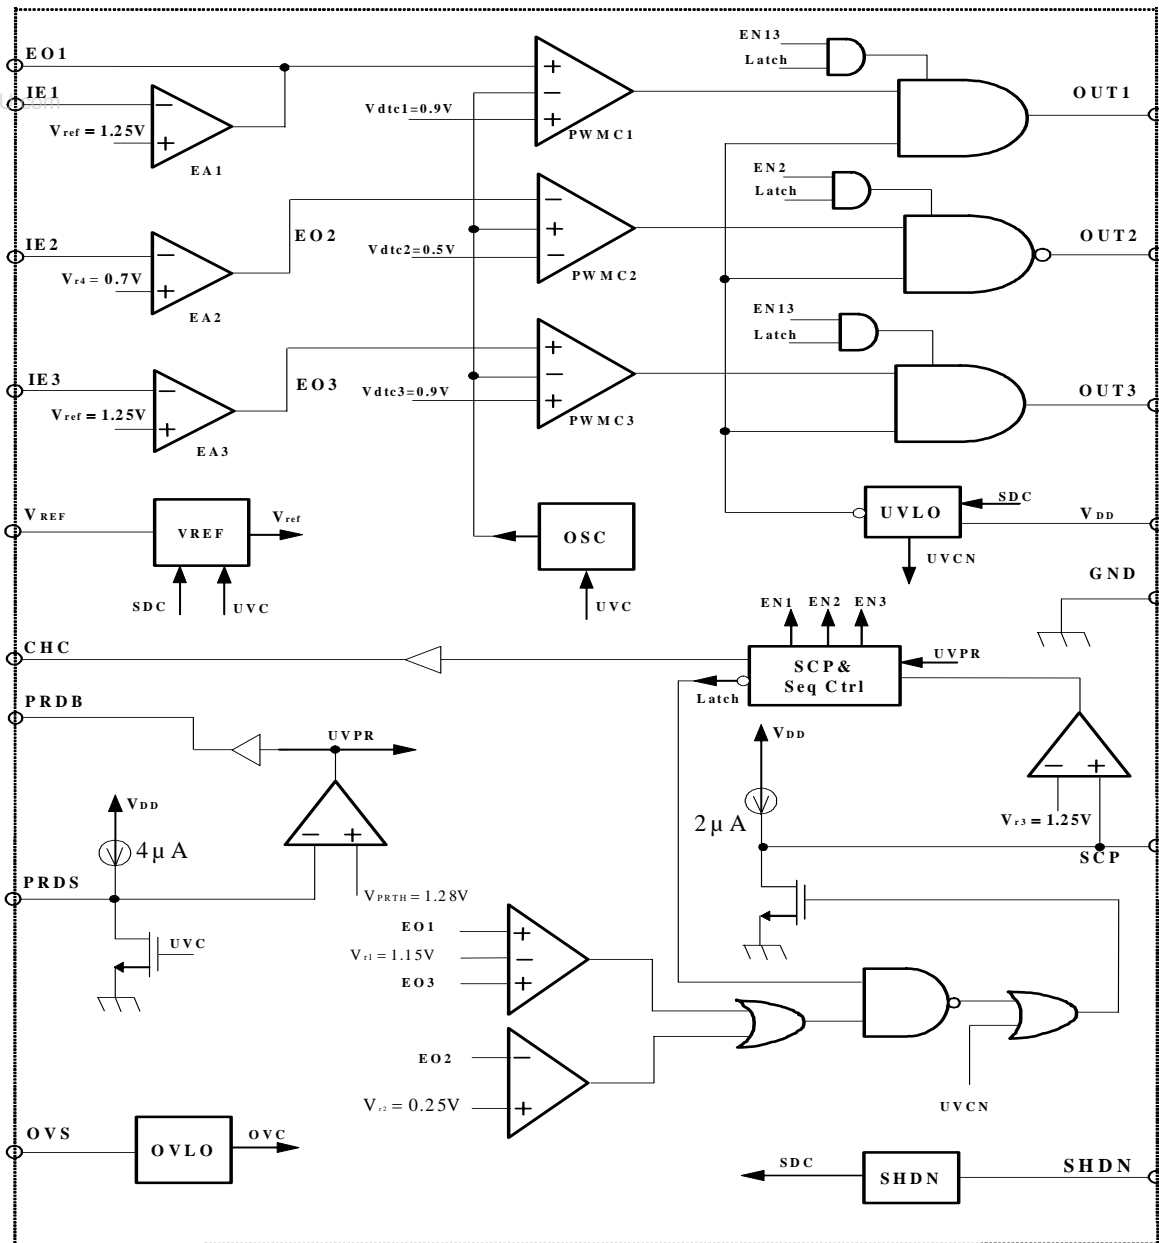 EO1
IE1
Vref = 1.25V
EA1
Vdtc1=0.9V
+
−
+
PWMC1
EN13
Latch
OUT1
−
+
IE2
Vr4 = 0.7V
−
+
EA2
EO2
Vdtc2=0.5V
−
+
−
PWMC2
EN2
Latch
OUT2
IE3
Vref = 1.25V
−
+
EA3
EO3
Vdtc3=0.9V
+
−
+
PWMC3
EN13
Latch
OUT3
VREF
VREF
Vref
SDC
UVC
OSC
UVC
UVLO
SDC
VDD
UVCN
GND
EN1
EN2
EN3
CHC
SCP&
Seq Ctrl
UVPR
Latch
PRDB
UVPR
VDD
−
+
Vr3 = 1.25V
2μA
SCP
VDD
4μA
−
+
PRDS
VPRTH = 1.28V
UVC
EO1
Vr1 = 1.15V
EO3
+
−
+
EO2
Vr2 = 0.25V
−
+
UVCN
OVS
OVLO
OVC
SDC
SHDN
SHDN